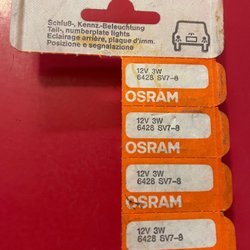 Schluß-, Kennz.-Beleuchtung
Tail-, numberplate lights
Eclairage arrière, plaque d'imm.
Posizione e segnalazione
12V 3W
6428 SV7-8
OSRAM
12V 3W
6428 SV7-8
OSRAM
12V 3W
6428 SV7-8
OSRAM
12V 3W
6428 SV7-8